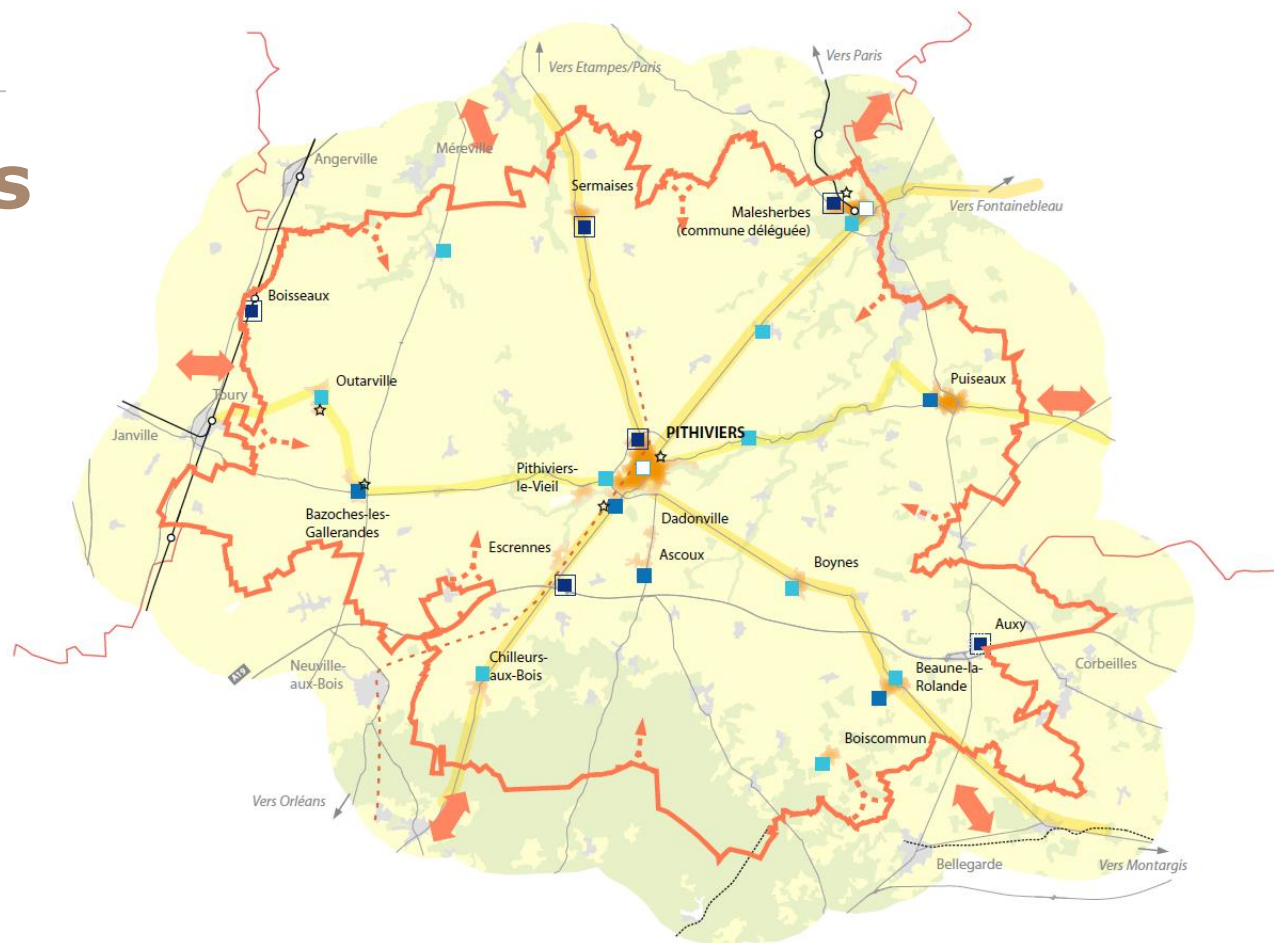 s
Vers Etampes/Paris
Vers Paris
Angerville
Méreville
Sermaises
Malesherbes
(commune déléguée)
Vers Fontainebleau
Boisseaux
Outarville
Puiseaux
Toury
Janville
PITHIVIERS
Pithiviers-
le-Vieil
Bazoches-les-
Gallerandes
Dadonville
Escrennes
Ascoux
Boynes
Auxy
A19
Neuville-
aux-Bois
Chilleurs-
aux-Bois
Beaune-la-
Rolande
Corbeilles
Boiscommun
Vers Orléans
Bellegarde
Vers Montargis